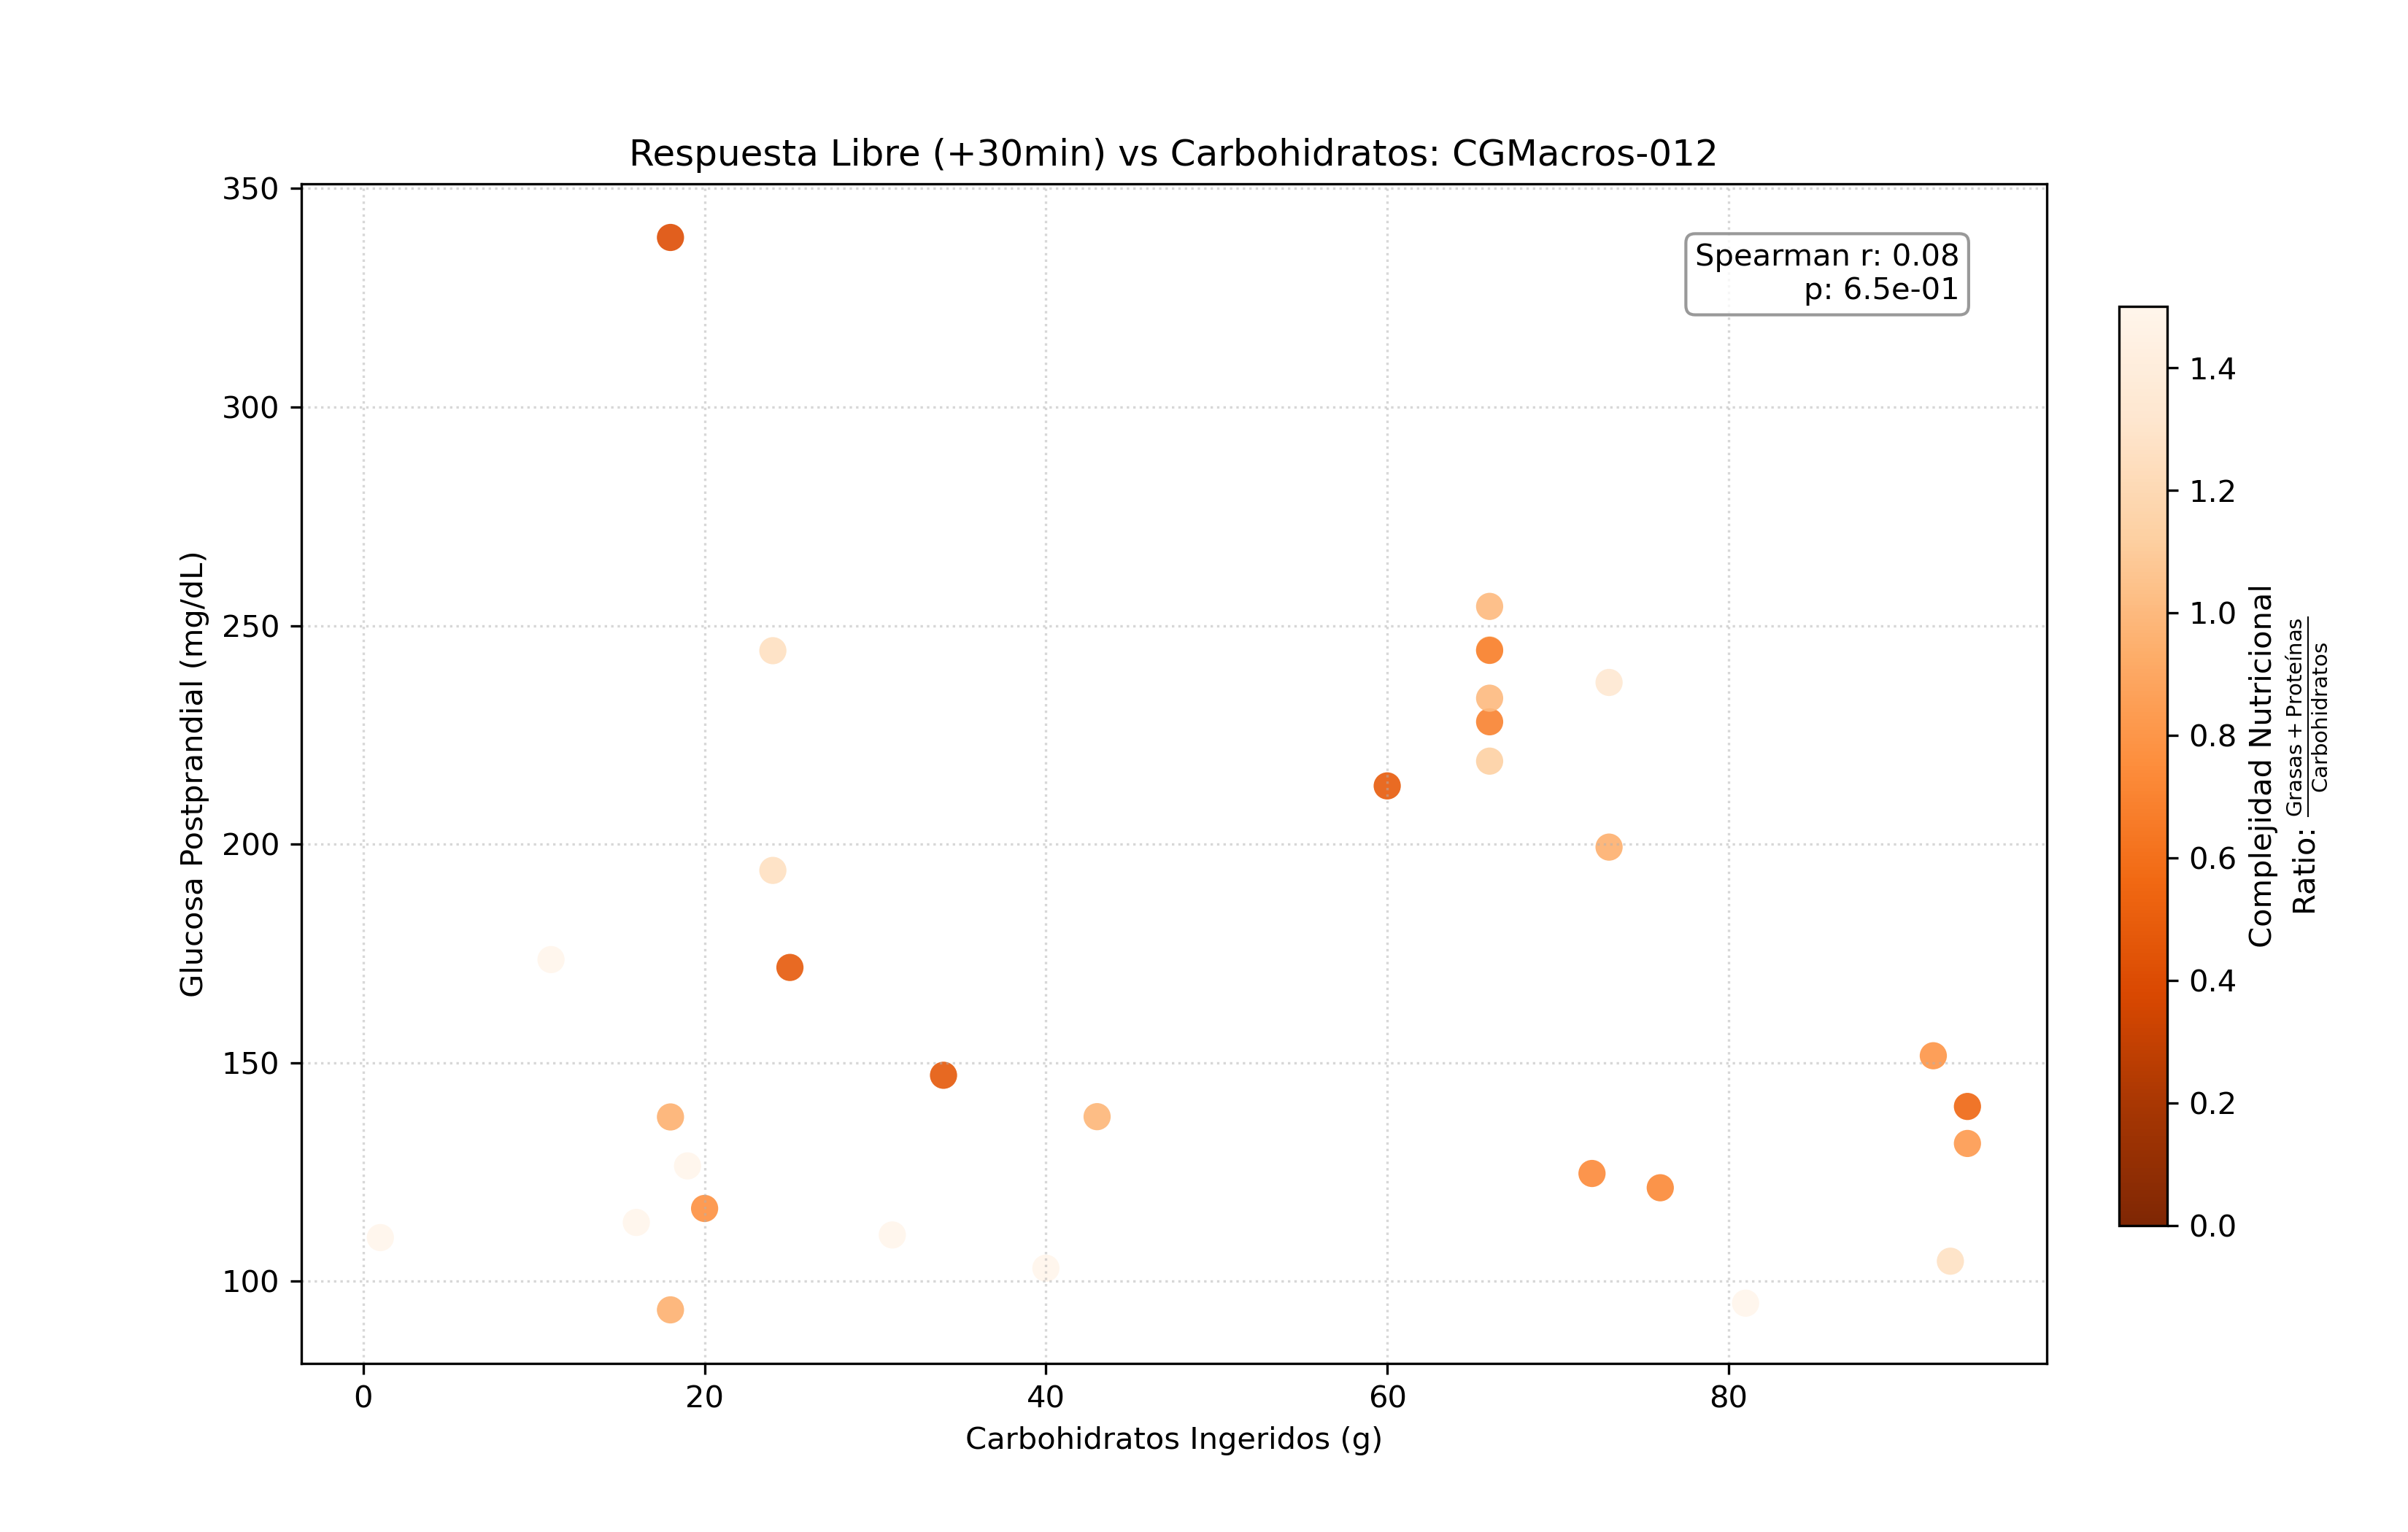 Respuesta Libre (+30min) vs Carbohidratos: CGMacros-012
Spearman r: 0.08
p: 6.5e-01
Glucosa Postprandial (mg/dL)
350
300
250
200
150
100
0
20
40
60
80
Carbohidratos Ingeridos (g)
1.4
1.2
1.0
0.8
0.6
0.4
0.2
0.0
Complejidad Nutricional
Ratio: Grasas + Proteínas
Carbohidratos